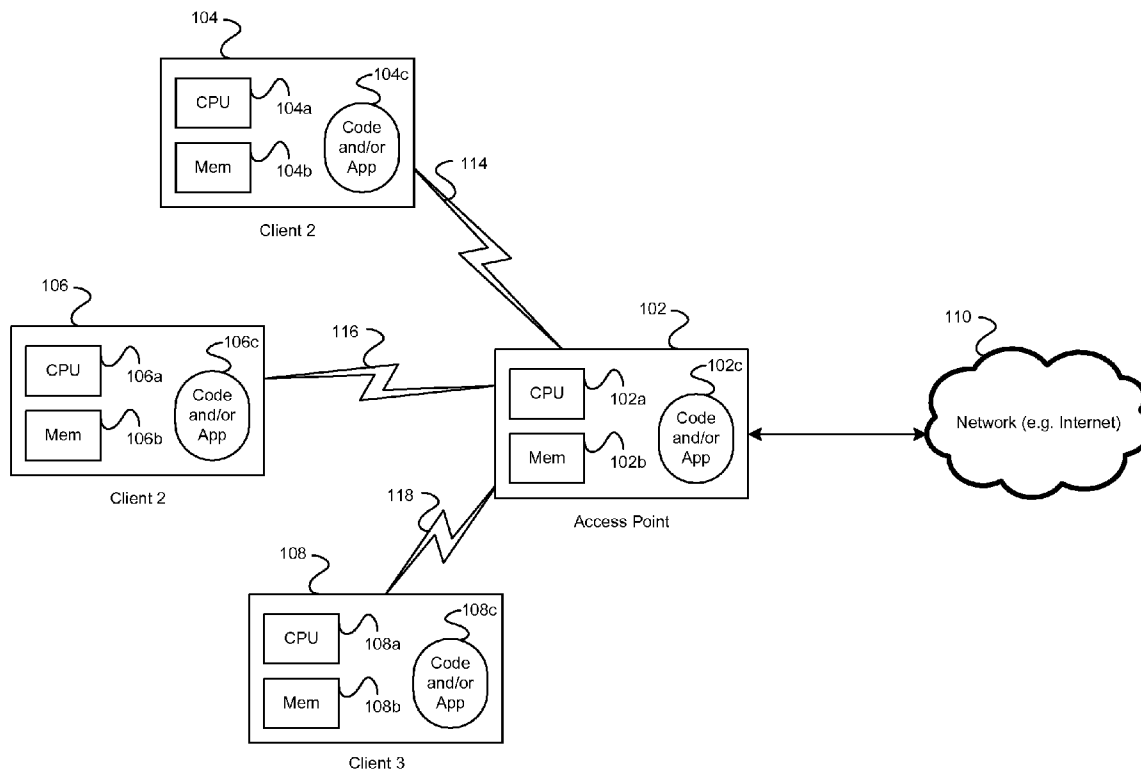 104
CPU
104a
Mem
104b
104c
Code
and/or
App
Client 2
114
106
CPU
106a
Mem
106b
106c
Code
and/or
App
Client 2
116
102
CPU
102a
Mem
102b
102c
Code
and/or
App
Access Point
110
Network (e.g. Internet)
118
108
CPU
108a
Mem
108b
108c
Code
and/or
App
Client 3